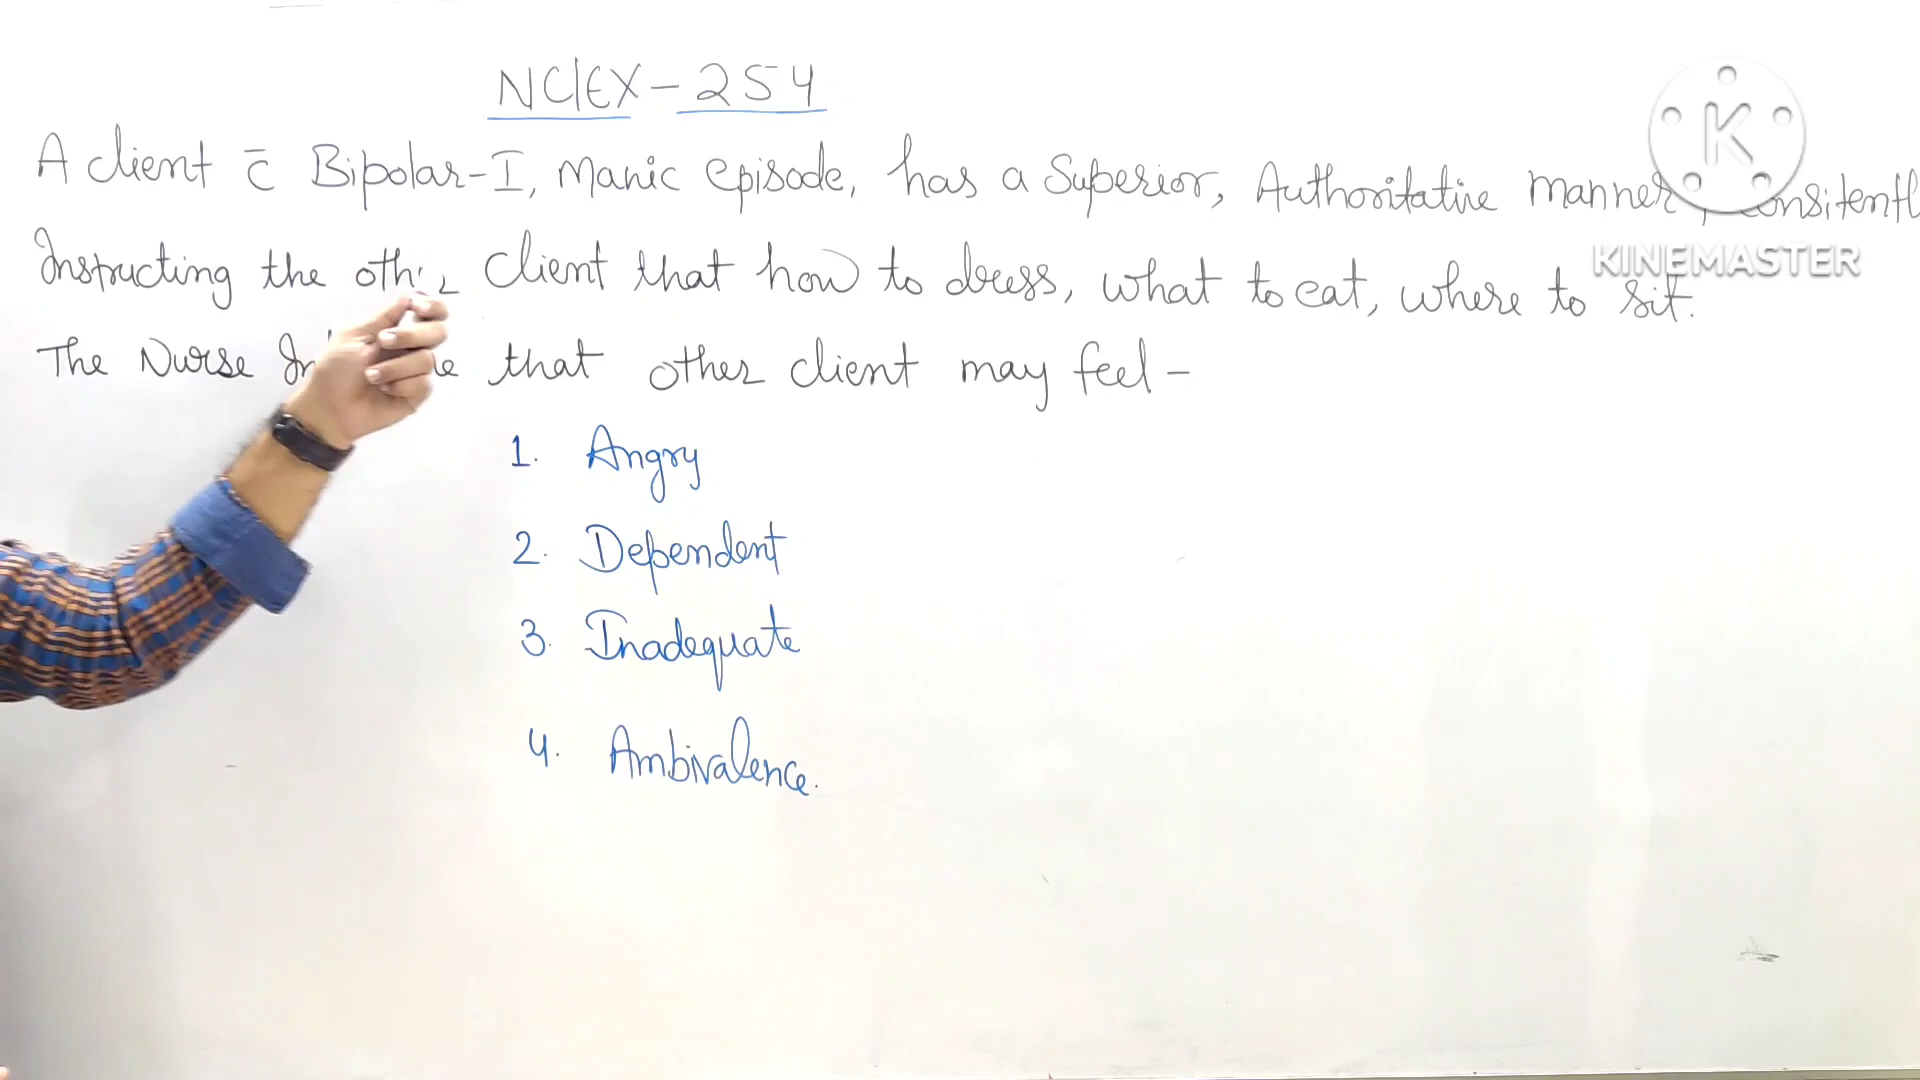 NCLEX - 254
A client c̄ Bipolar-I, Manic episode, has a Superior, Authoritative manner,
Instructing the other Client that how to dress, what to eat, where to sit.
The Nurse that other client may feel -
1. Angry
2. Dependent
3. Inadequate
4. Ambivalence.
K
KINEMASTER